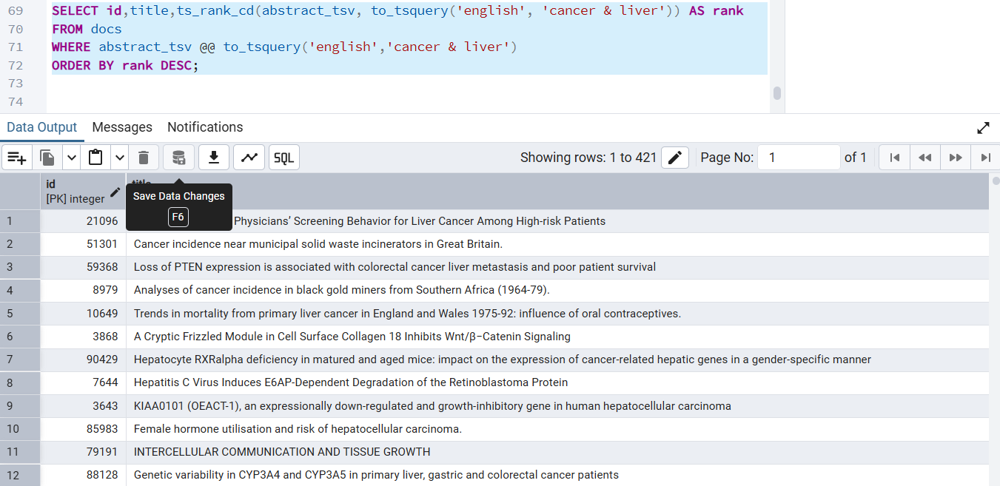 69 SELECT id,title,ts_rank_cd(abstract_tsv, to_tsquery('english', 'cancer & liver')) AS rank
70 FROM docs
71 WHERE abstract_tsv @@ to_tsquery('english','cancer & liver')
72 ORDER BY rank DESC;
73
74
Data Output Messages Notifications
SQL Showing rows: 1 to 421 Page No: 1 of 1
id title
[PK] integer
Save Data Changes
F6
1 21096 Physicians’ Screening Behavior for Liver Cancer Among High-risk Patients
2 51301 Cancer incidence near municipal solid waste incinerators in Great Britain.
3 59368 Loss of PTEN expression is associated with colorectal cancer liver metastasis and poor patient survival
4 8979 Analyses of cancer incidence in black gold miners from Southern Africa (1964-79).
5 10649 Trends in mortality from primary liver cancer in England and Wales 1975-92: influence of oral contraceptives.
6 3868 A Cryptic Frizzled Module in Cell Surface Collagen 18 Inhibits Wnt/β−Catenin Signaling
7 90429 Hepatocyte RXRalpha deficiency in matured and aged mice: impact on the expression of cancer-related hepatic genes in a gender-specific manner
8 7644 Hepatitis C Virus Induces E6AP-Dependent Degradation of the Retinoblastoma Protein
9 3643 KIAA0101 (OEACT-1), an expressionally down-regulated and growth-inhibitory gene in human hepatocellular carcinoma
10 85983 Female hormone utilisation and risk of hepatocellular carcinoma.
11 79191 INTERCELLULAR COMMUNICATION AND TISSUE GROWTH
12 88128 Genetic variability in CYP3A4 and CYP3A5 in primary liver, gastric and colorectal cancer patients